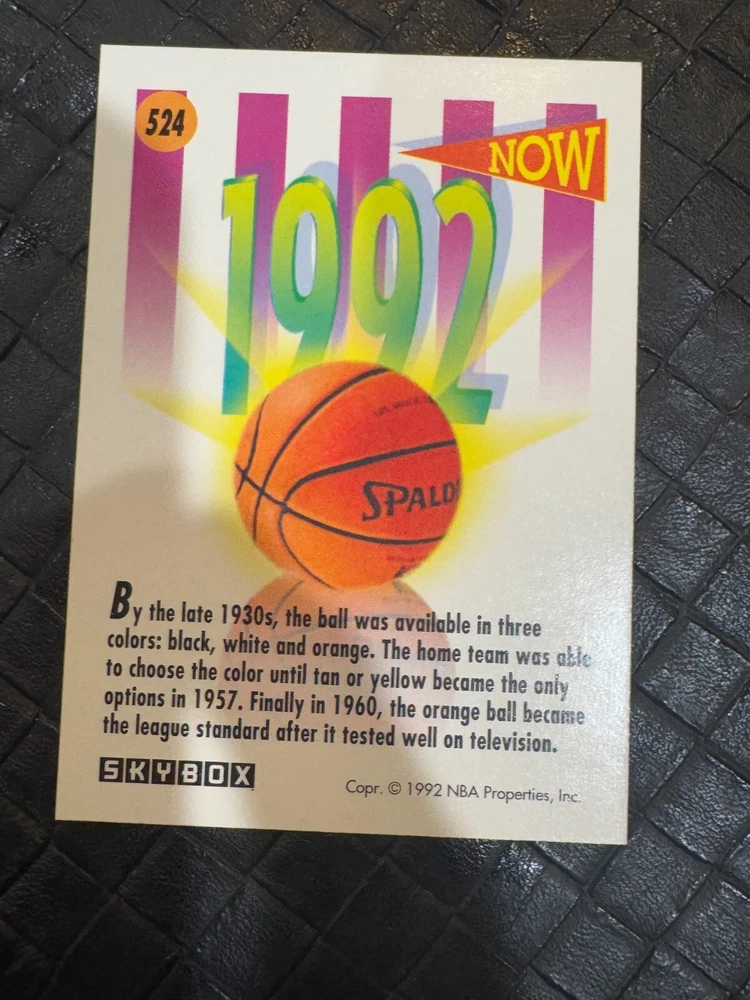 524
NOW
1992
SPALD
By the late 1930s, the ball was available in three
colors: black, white and orange. The home team was able
to choose the color until tan or yellow became the only
options in 1957. Finally in 1960, the orange ball became
the league standard after it tested well on television.
SKYBOX
Copr. © 1992 NBA Properties, Inc.